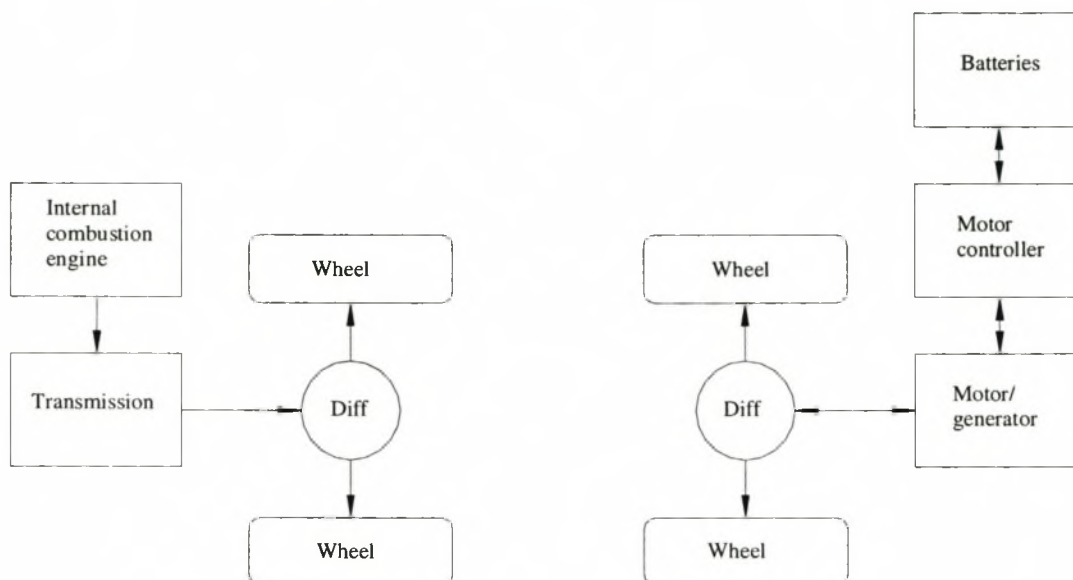 Batteries
Internal
combustion
engine
Motor
controller
Wheel
Wheel
Transmission
Diff
Diff
Motor/
generator
Wheel
Wheel